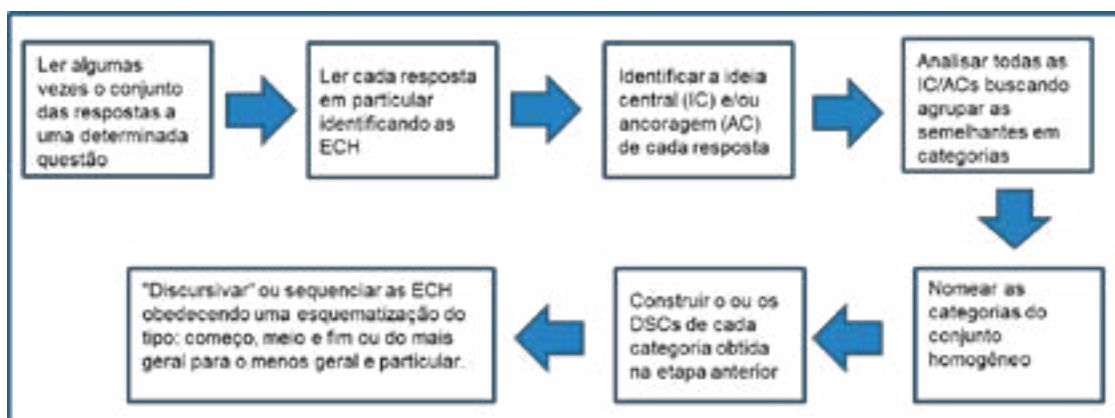 Ler algumas
vezes o conjunto
das respostas a
uma determinada
questão
Ler cada resposta
em particular
identificando as
ECH
Identificar a ideia
central (IC) e/ou
ancoragem (AC)
de cada resposta
Analisar todas as
IC/ACs buscando
agrupar as
semelhantes em
categorias
Nomear as
categorias do
conjunto
homogêneo
Construir o ou os
DSCs de cada
categoria obtida
na etapa anterior
"Discursivar" ou sequenciar as ECH
obedecendo uma esquematização do
tipo: começo, meio e fim ou do mais
geral para o menos geral e particular.